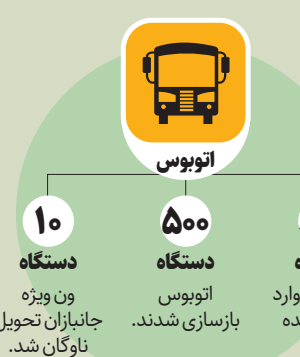 اتوبوس
۵۰۰
دستگاه
اتوبوس
بازسازی شدند.
۱۰
دستگاه
ون ویژه
جانبازان تحویل
ناوگان شد.